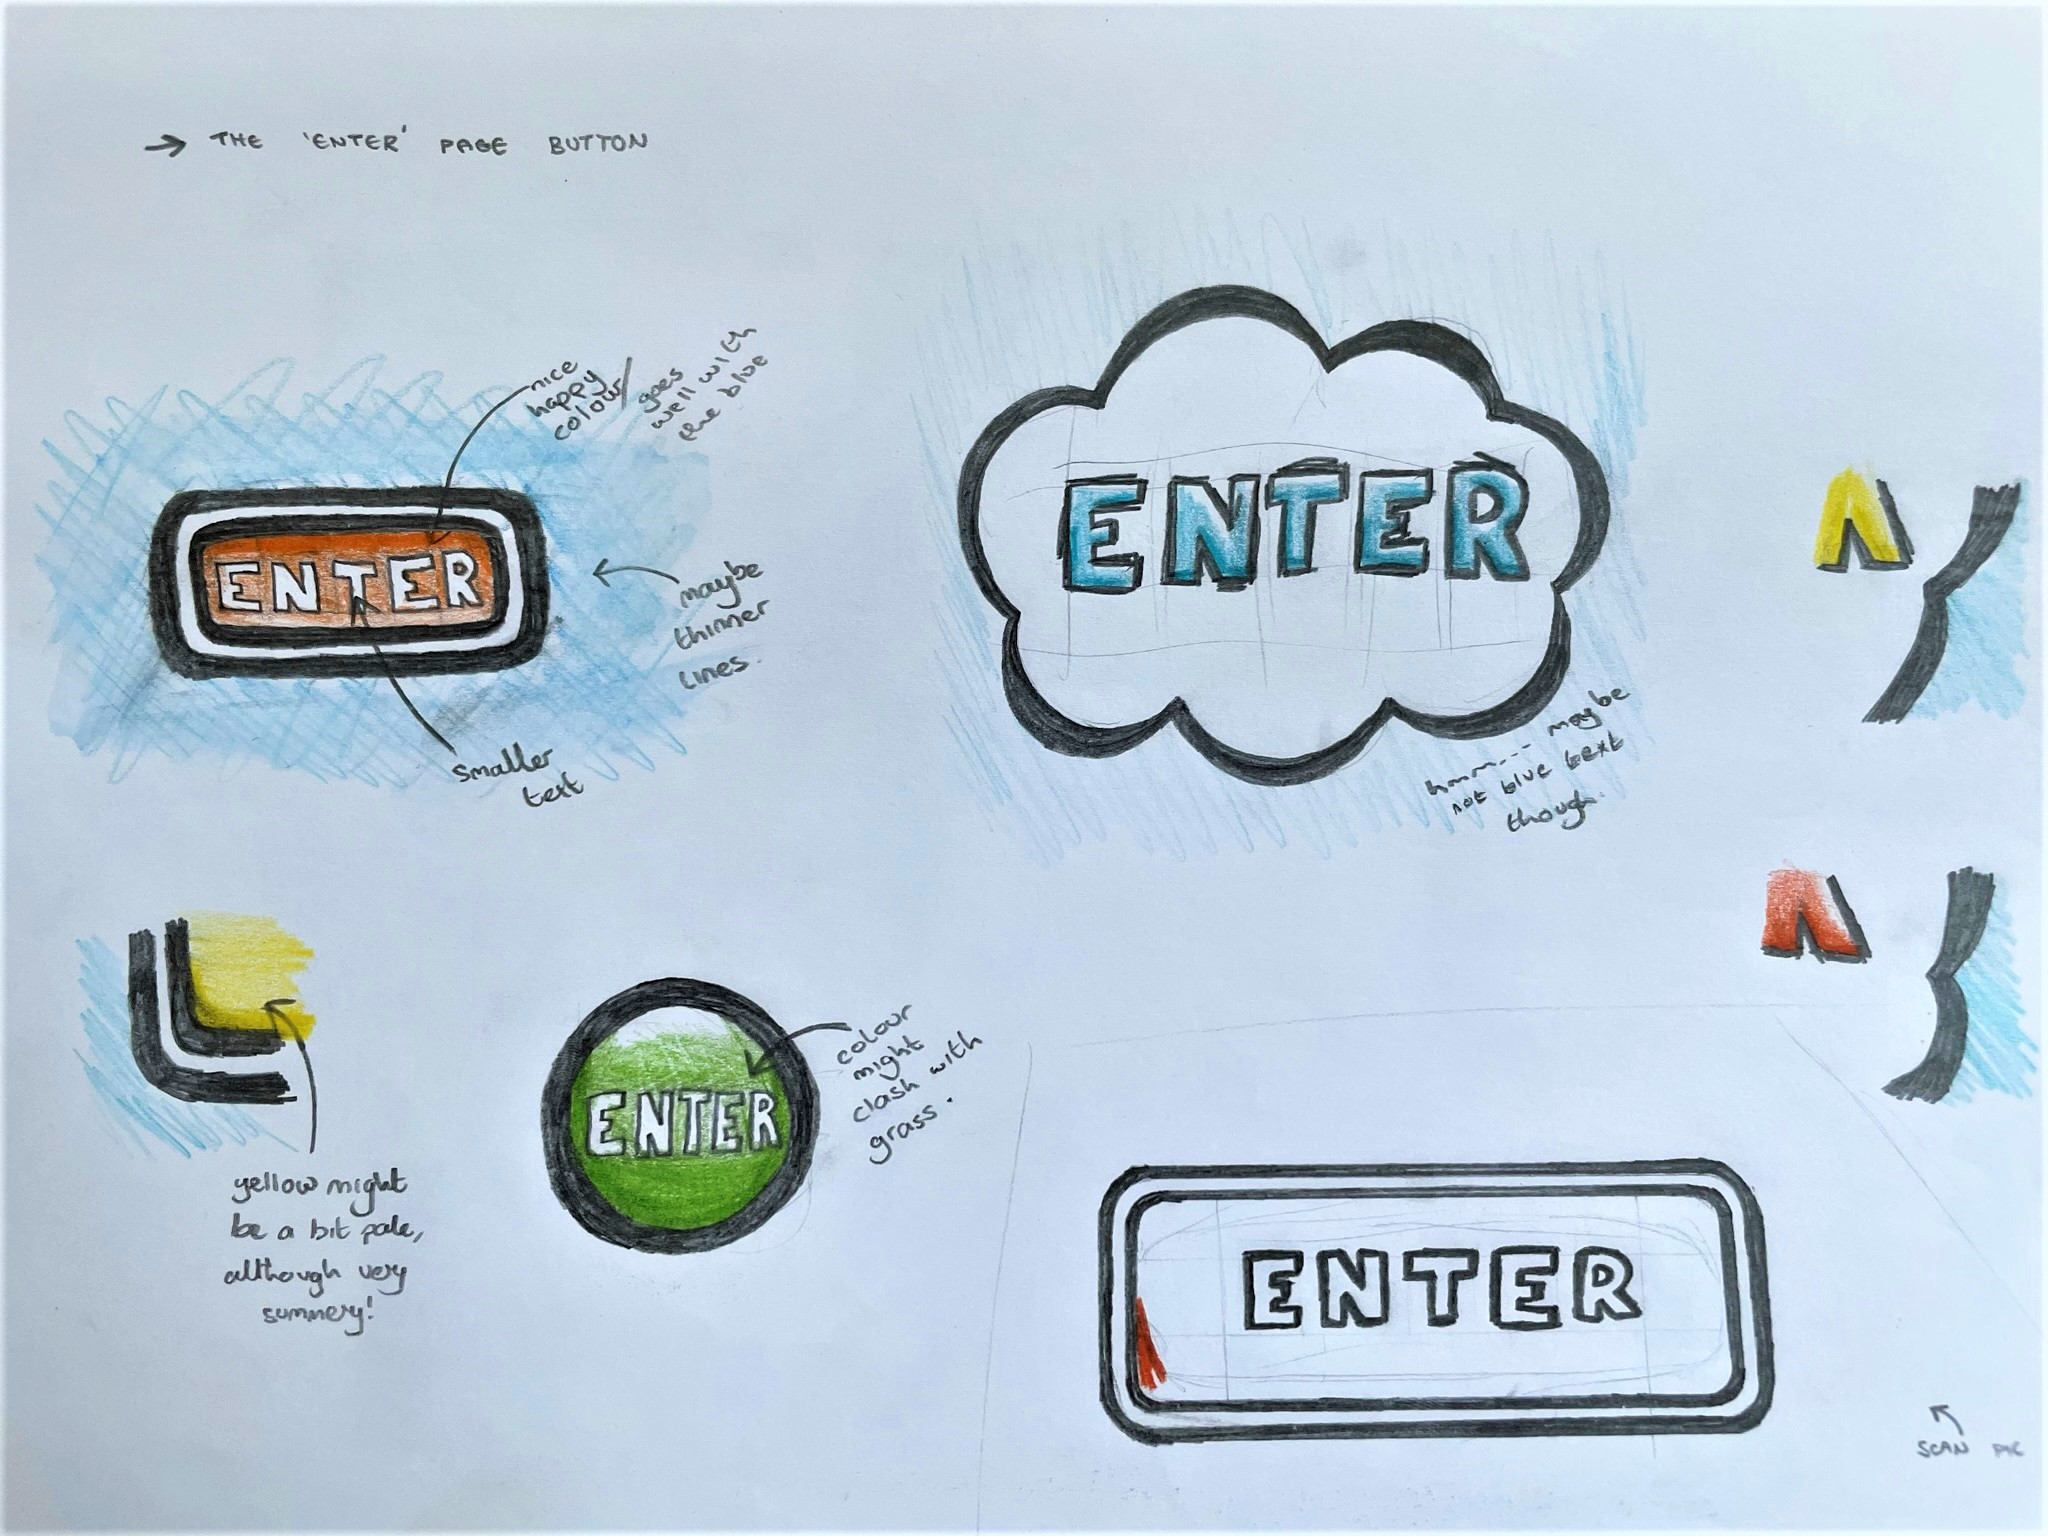 → THE 'ENTER' PAGE BUTTON
nice
happy
colour/
goes
well with
the blue
ENTER
maybe
thinner
lines.
smaller
text
ENTER
hmm... maybe
not blue text
though.
yellow might
be a bit pale,
although very
summery!
ENTER
colour
might
clash with
grass.
ENTER
SCAN PIC